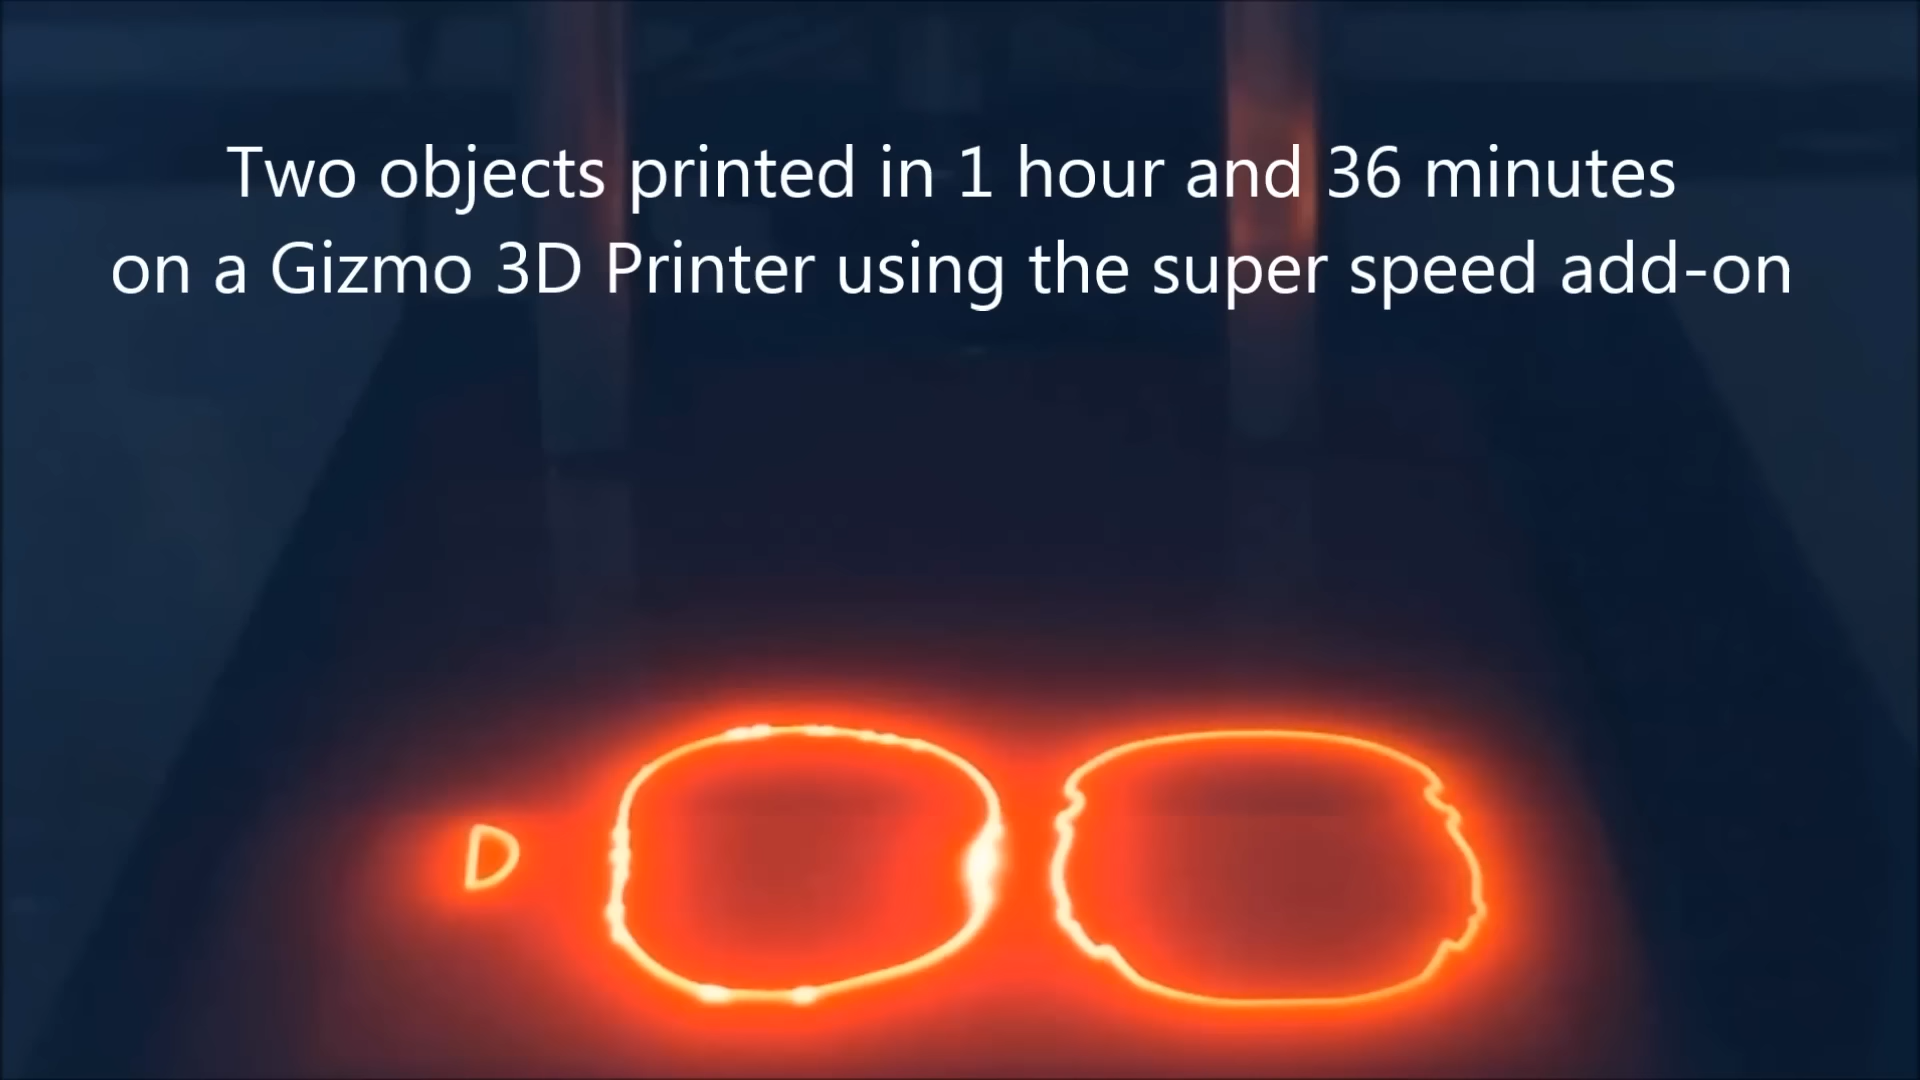 Two objects printed in 1 hour and 36 minutes
on a Gizmo 3D Printer using the super speed add-on